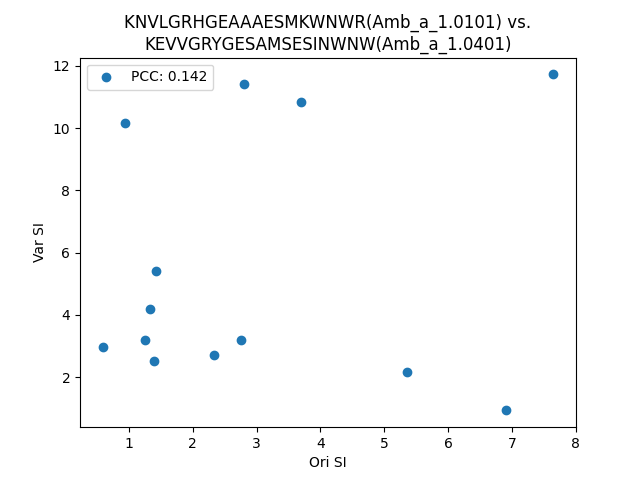 KNVLGRHGEAAAESMKWNWR(Amb_a_1.0101) vs.
KEVVGRYGESAMSESINWNW(Amb_a_1.0401)
PCC: 0.142
12
10
8
6
4
2
Var SI
1 2 3 4 5 6 7 8
Ori SI